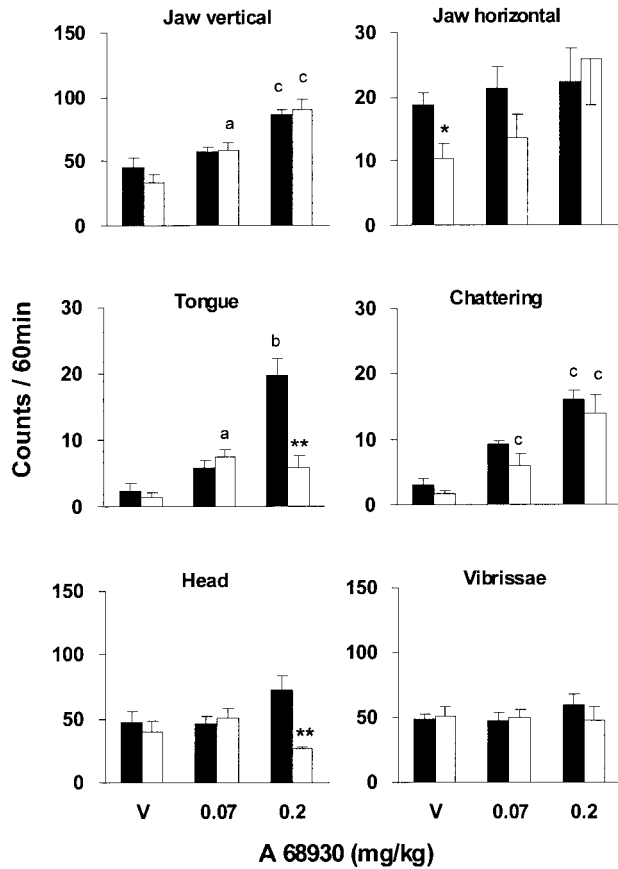 Jaw vertical
150
100
50
0
a
c
c
Jaw horizontal
30
20
10
0
*
Counts / 60min
Tongue
30
20
10
0
a
b
**
Chattering
30
20
10
0
c
c
c
Head
150
100
50
0
**
V
0.07
0.2
Vibrissae
150
100
50
0
V
0.07
0.2
A 68930 (mg/kg)